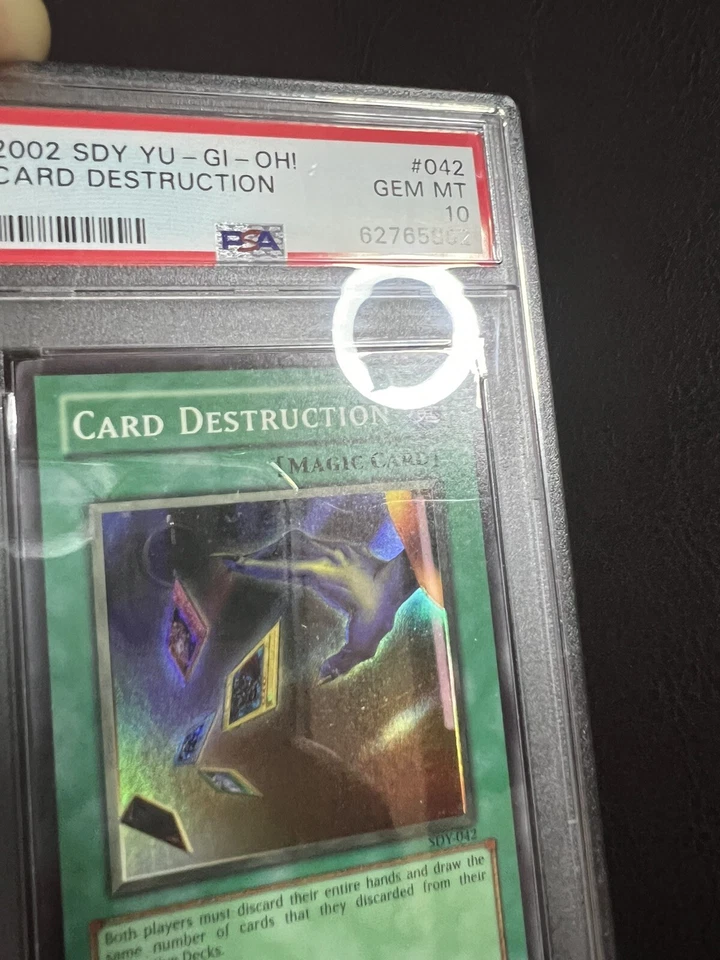 2002 SDY YU-GI-OH!
#042
CARD DESTRUCTION
GEM MT
10
PSA
CARD DESTRUCTION
[MAGIC CARD]
SDY-042
Both players must discard their entire hands and draw the
same number of cards that they discarded from their
Decks.